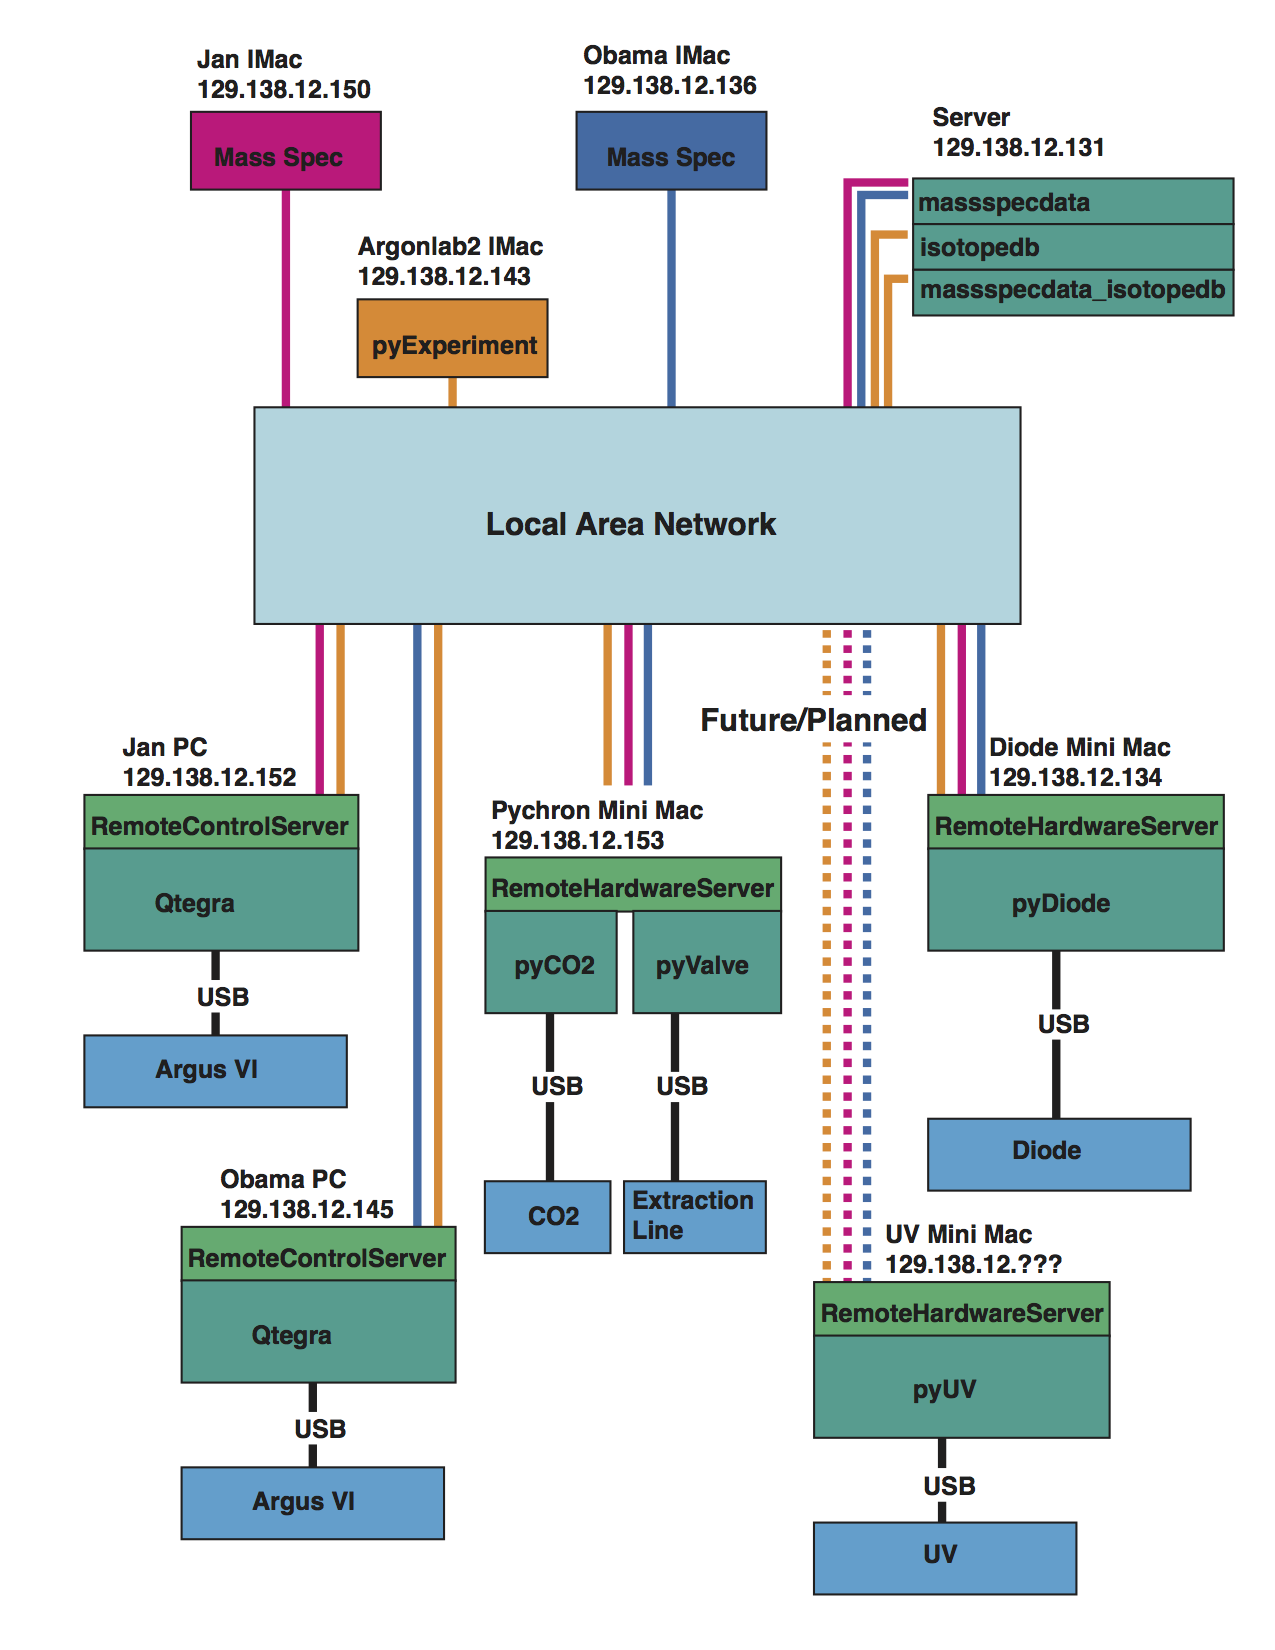 Jan IMac
129.138.12.150
Mass Spec
Obama IMac
129.138.12.136
Mass Spec
Server
129.138.12.131
massspecdata
isotopedb
massspecdata_isotopedb
Argonlab2 IMac
129.138.12.143
pyExperiment
Local Area Network
Future/Planned
Jan PC
129.138.12.152
RemoteControlServer
Qtegra
USB
Argus VI
Obama PC
129.138.12.145
RemoteControlServer
Qtegra
USB
Argus VI
Pychron Mini Mac
129.138.12.153
RemoteHardwareServer
pyCO2
pyValve
USB
USB
CO2
Extraction
Line
Diode Mini Mac
129.138.12.134
RemoteHardwareServer
pyDiode
USB
Diode
UV Mini Mac
129.138.12.???
RemoteHardwareServer
pyUV
USB
UV